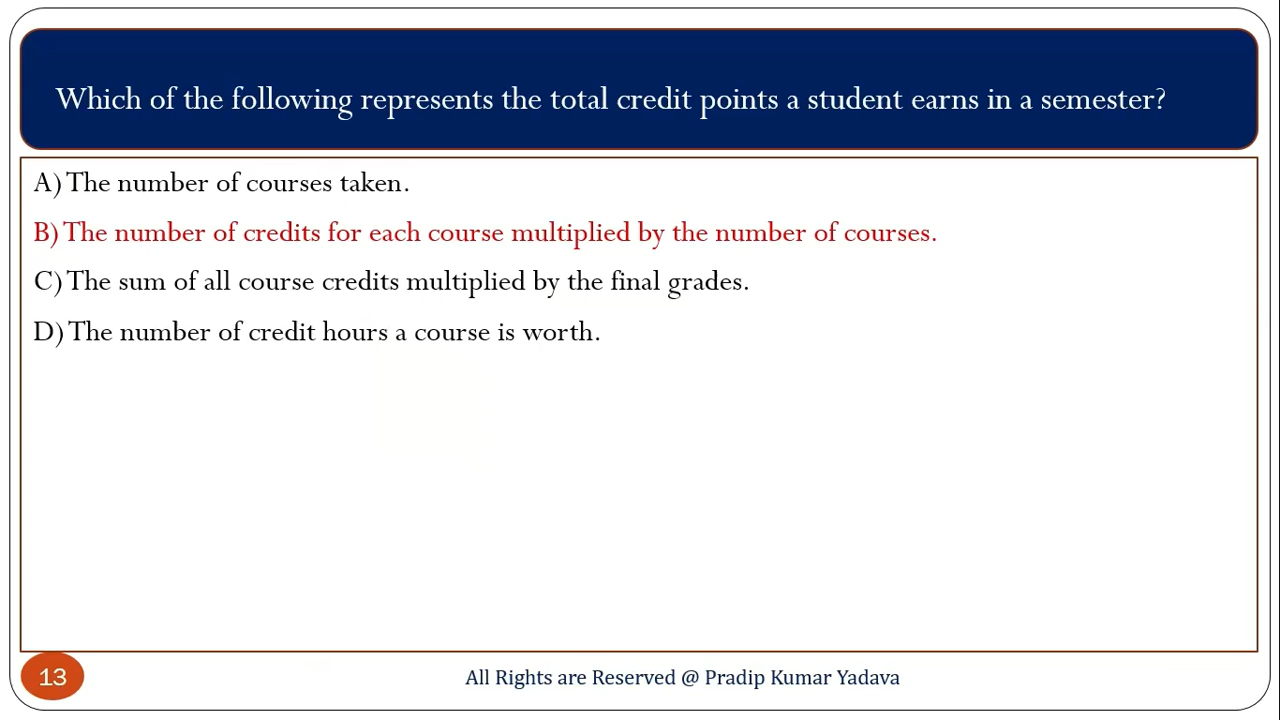 Which of the following represents the total credit points a student earns in a semester?
A) The number of courses taken.
B) The number of credits for each course multiplied by the number of courses.
C) The sum of all course credits multiplied by the final grades.
D) The number of credit hours a course is worth.
13
All Rights are Reserved @ Pradip Kumar Yadava